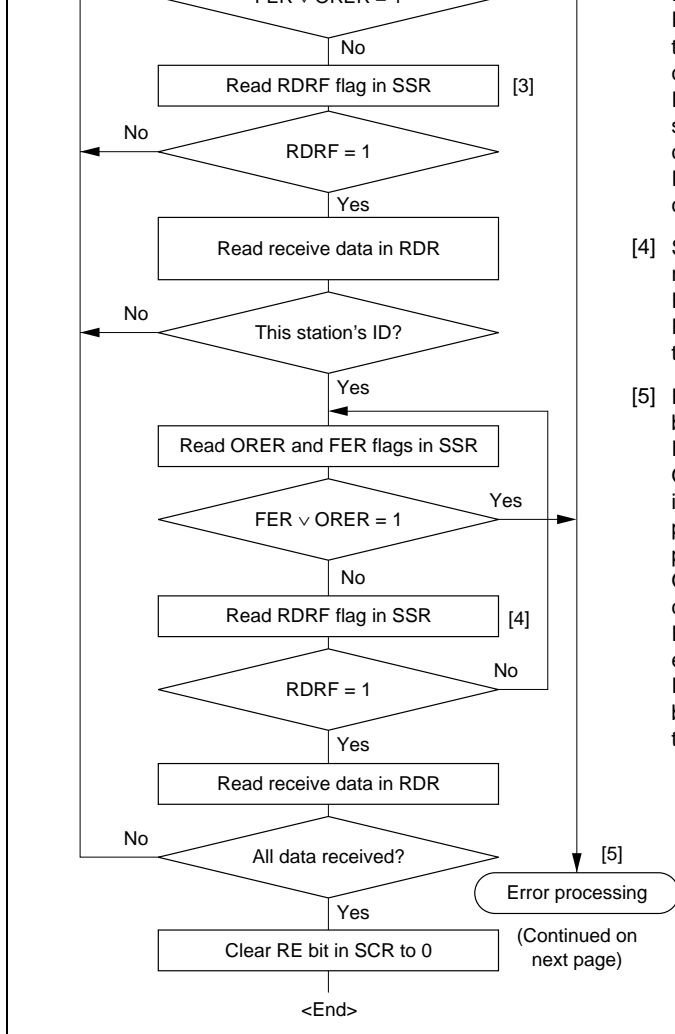 No
Read RDRF flag in SSR
[3]
No
RDRF = 1
Yes
Read receive data in RDR
[4]
No
This station's ID?
Yes
[5]
Read ORER and FER flags in SSR
Yes
FER ∨ ORER = 1
No
Read RDRF flag in SSR
[4]
No
RDRF = 1
Yes
Read receive data in RDR
No
All data received?
[5]
Error processing
Yes
(Continued on
next page)
Clear RE bit in SCR to 0
<End>